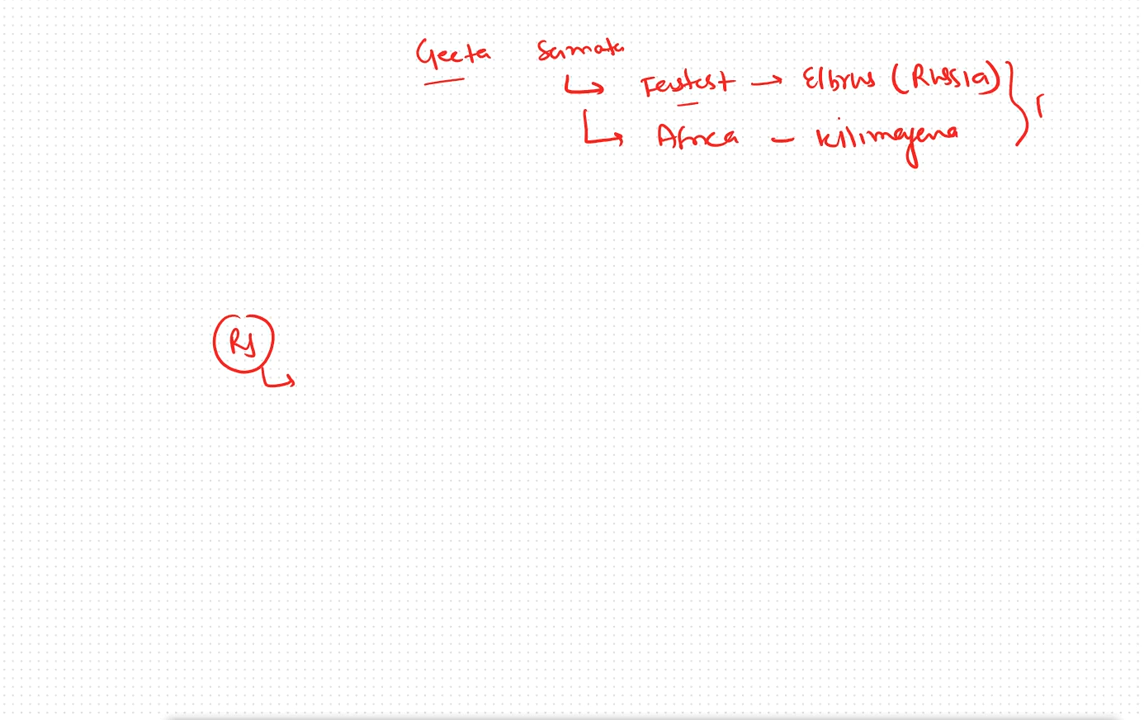 Geeta Samota
↳ Fastest → Elbrus (Russia)
↳ Africa - Kilimanjaro
RJ